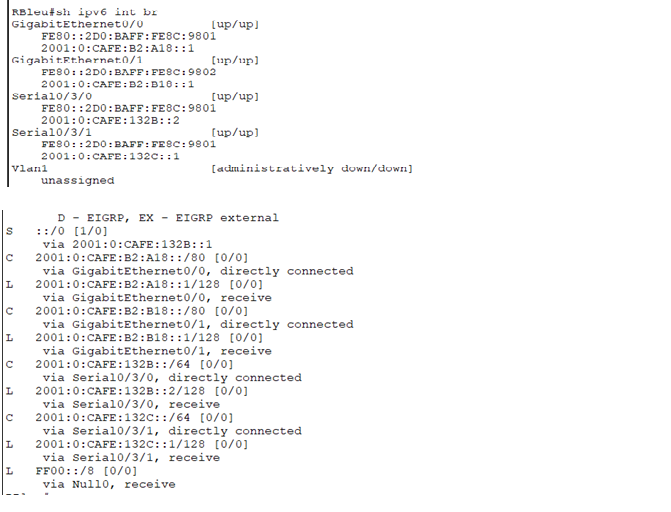 RBleu#sh ipv6 int br
GigabitEthernet0/0 [up/up]
FE80::2D0:BAFF:FE8C:9801
2001:0:CAFE:B2:A18::1
GigabitEthernet0/1 [up/up]
FE80::2D0:BAFF:FE8C:9802
2001:0:CAFE:B2:B18::1
Serial0/3/0 [up/up]
FE80::2D0:BAFF:FE8C:9801
2001:0:CAFE:132B::2
Serial0/3/1 [up/up]
FE80::2D0:BAFF:FE8C:9801
2001:0:CAFE:132C::1
Vlan1 [administratively down/down]
unassigned
D - EIGRP, EX - EIGRP external
S ::/0 [1/0]
via 2001:0:CAFE:132B::1
C 2001:0:CAFE:B2:A18::/80 [0/0]
via GigabitEthernet0/0, directly connected
L 2001:0:CAFE:B2:A18::1/128 [0/0]
via GigabitEthernet0/0, receive
C 2001:0:CAFE:B2:B18::/80 [0/0]
via GigabitEthernet0/1, directly connected
L 2001:0:CAFE:B2:B18::1/128 [0/0]
via GigabitEthernet0/1, receive
C 2001:0:CAFE:132B::/64 [0/0]
via Serial0/3/0, directly connected
L 2001:0:CAFE:132B::2/128 [0/0]
via Serial0/3/0, receive
C 2001:0:CAFE:132C::/64 [0/0]
via Serial0/3/1, directly connected
L 2001:0:CAFE:132C::1/128 [0/0]
via Serial0/3/1, receive
L FF00::/8 [0/0]
via Null0, receive